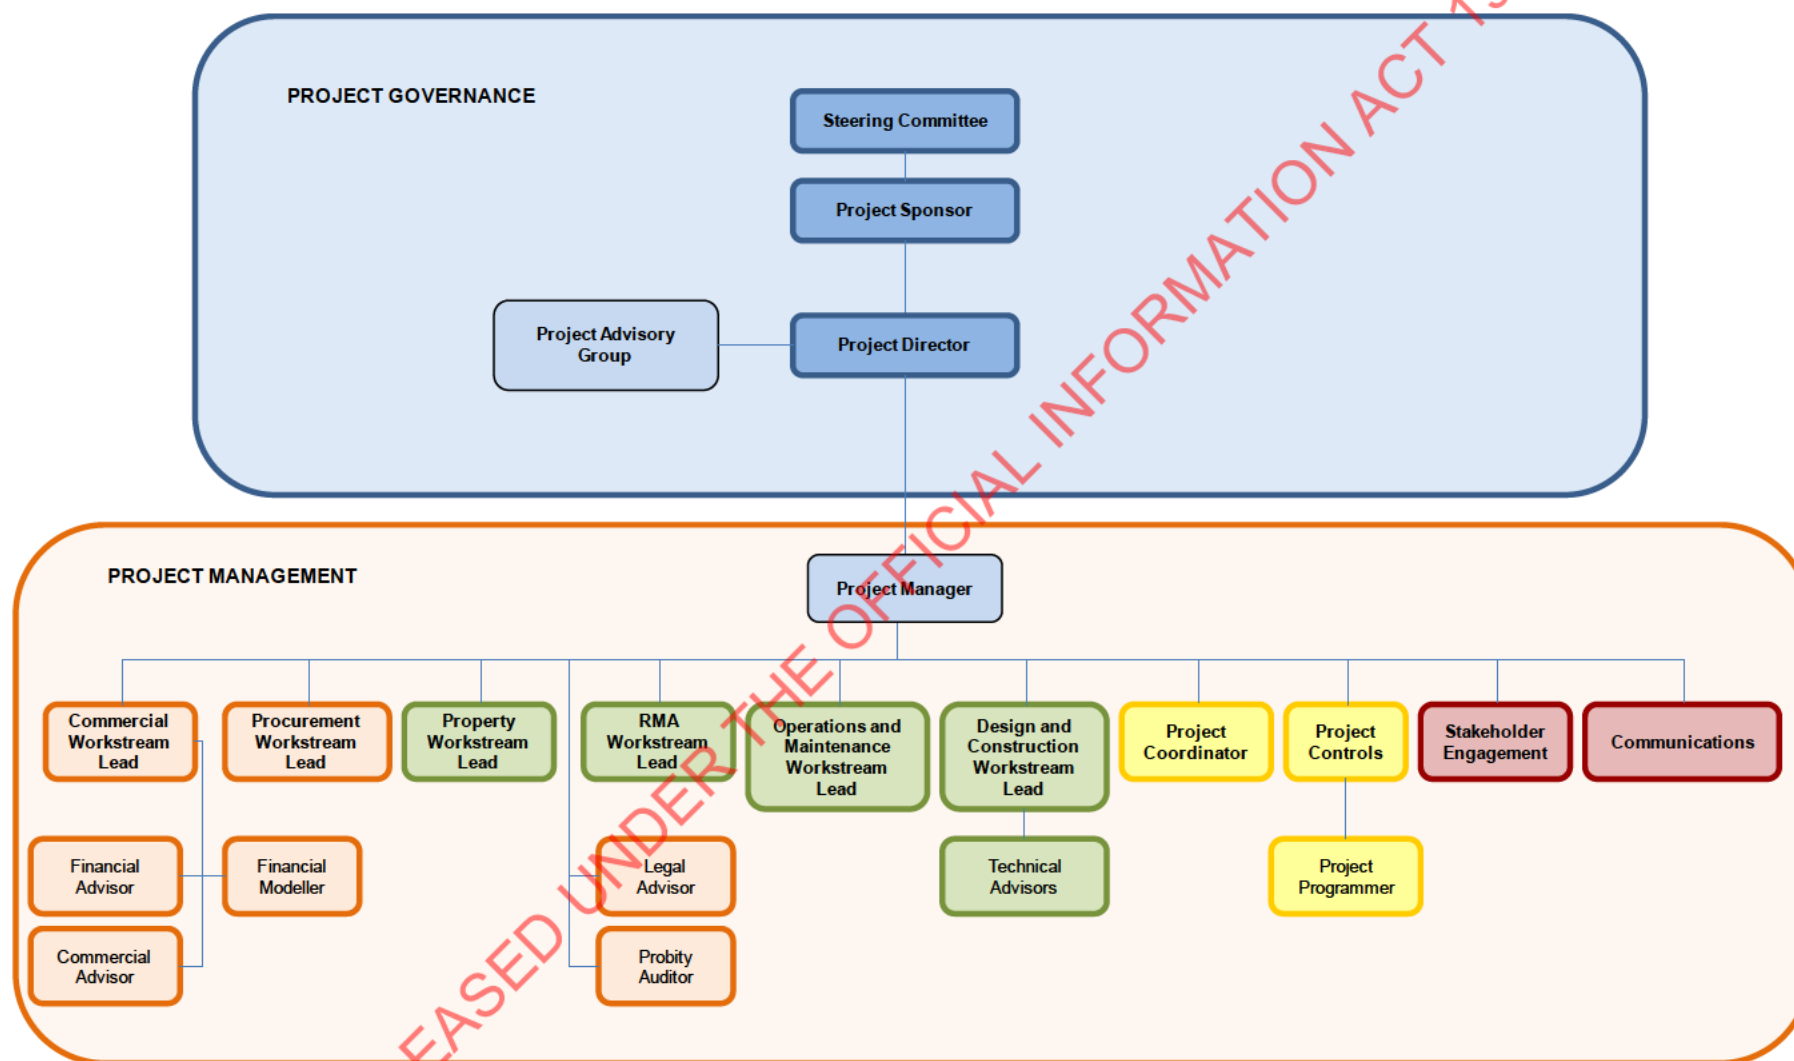 PROJECT GOVERNANCE
Steering Committee
Project Sponsor
Project Advisory
Group
Project Director
PROJECT MANAGEMENT
Project Manager
Commercial
Workstream
Lead
Procurement
Workstream
Lead
Property
Workstream
Lead
RMA
Workstream
Lead
Operations and
Maintenance
Workstream
Lead
Design and
Construction
Workstream
Lead
Project
Coordinator
Project
Controls
Stakeholder
Engagement
Communications
Financial
Advisor
Financial
Modeller
Legal
Advisor
Technical
Advisors
Project
Programmer
Commercial
Advisor
Probity
Auditor
EASED UNDER THE OFFICIAL INFORMATION ACT